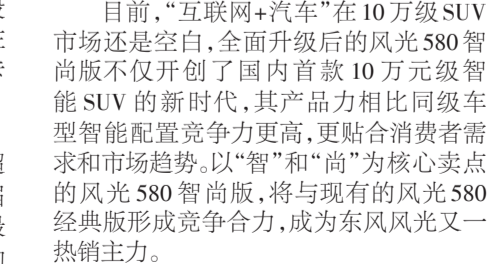 目前，“互联网+汽车”在10万级SUV
市场还是空白，全面升级后的风光580智
尚版不仅开创了国内首款10万元级智
能SUV的新时代，其产品力相比同级车
型智能配置竞争力更高，更贴合消费者需
求和市场趋势。以“智”和“尚”为核心卖点
的风光580智尚版，将与现有的风光580
经典版形成竞争合力，成为东风风光又一
热销主力。